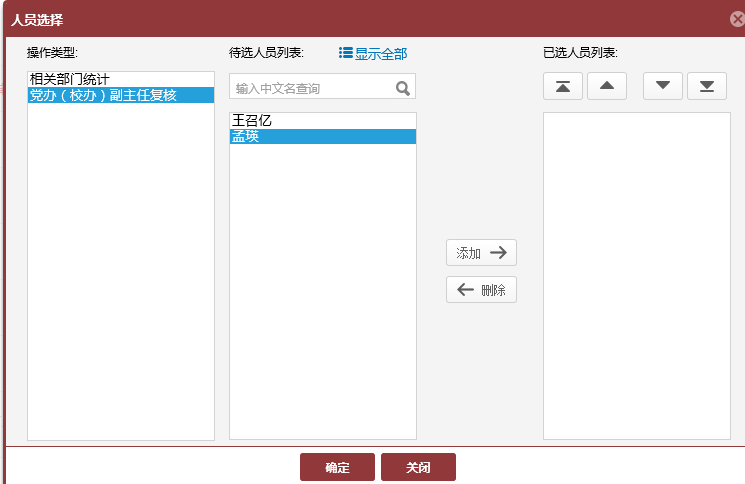 人员选择
操作类型:
待选人员列表:
显示全部
已选人员列表:
相关部门统计
党办（校办）副主任复核
输入中文名查询
王召亿
孟瑛
添加
删除
确定
关闭